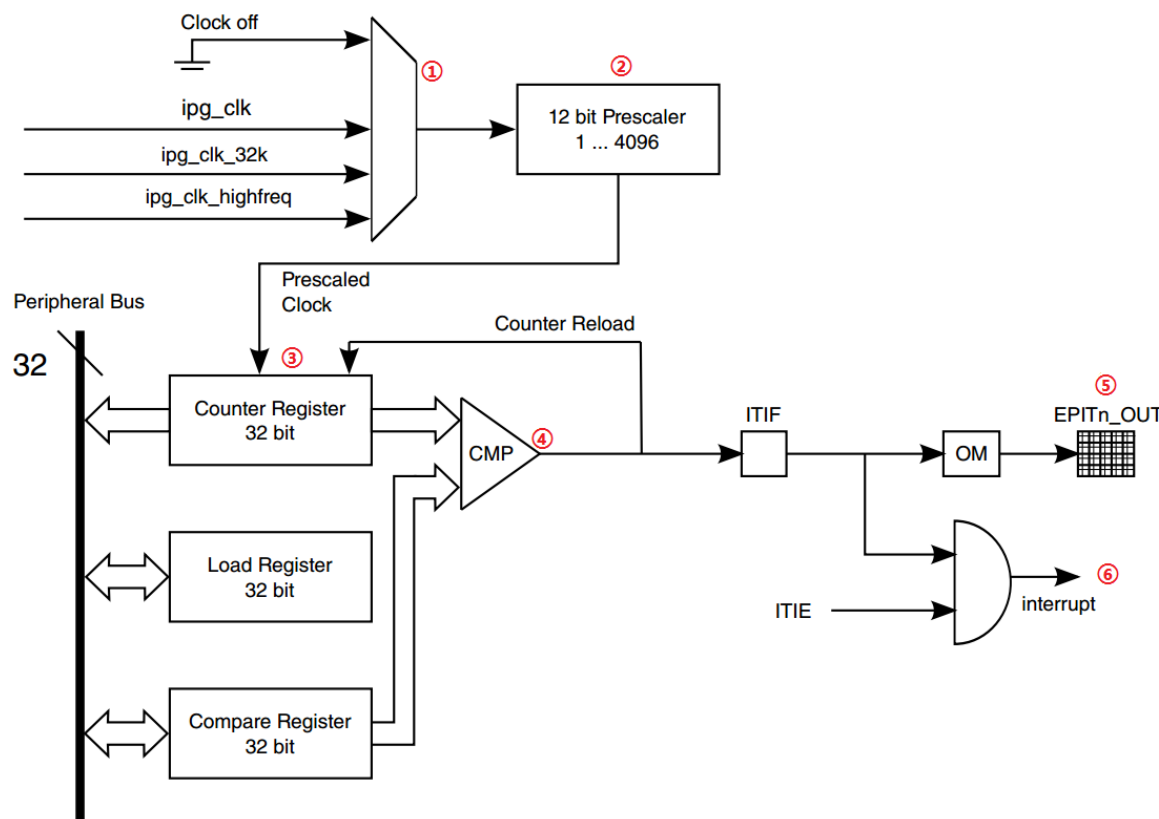 Clock off
①
②
ipg_clk
12 bit Prescaler
1 ... 4096
ipg_clk_32k
ipg_clk_highfreq
Prescaled
Clock
Peripheral Bus
32
Counter Reload
③
Counter Register
32 bit
CMP
④
ITIF
OM
⑤
EPITn_OUT
Load Register
32 bit
ITIE
⑥
interrupt
Compare Register
32 bit